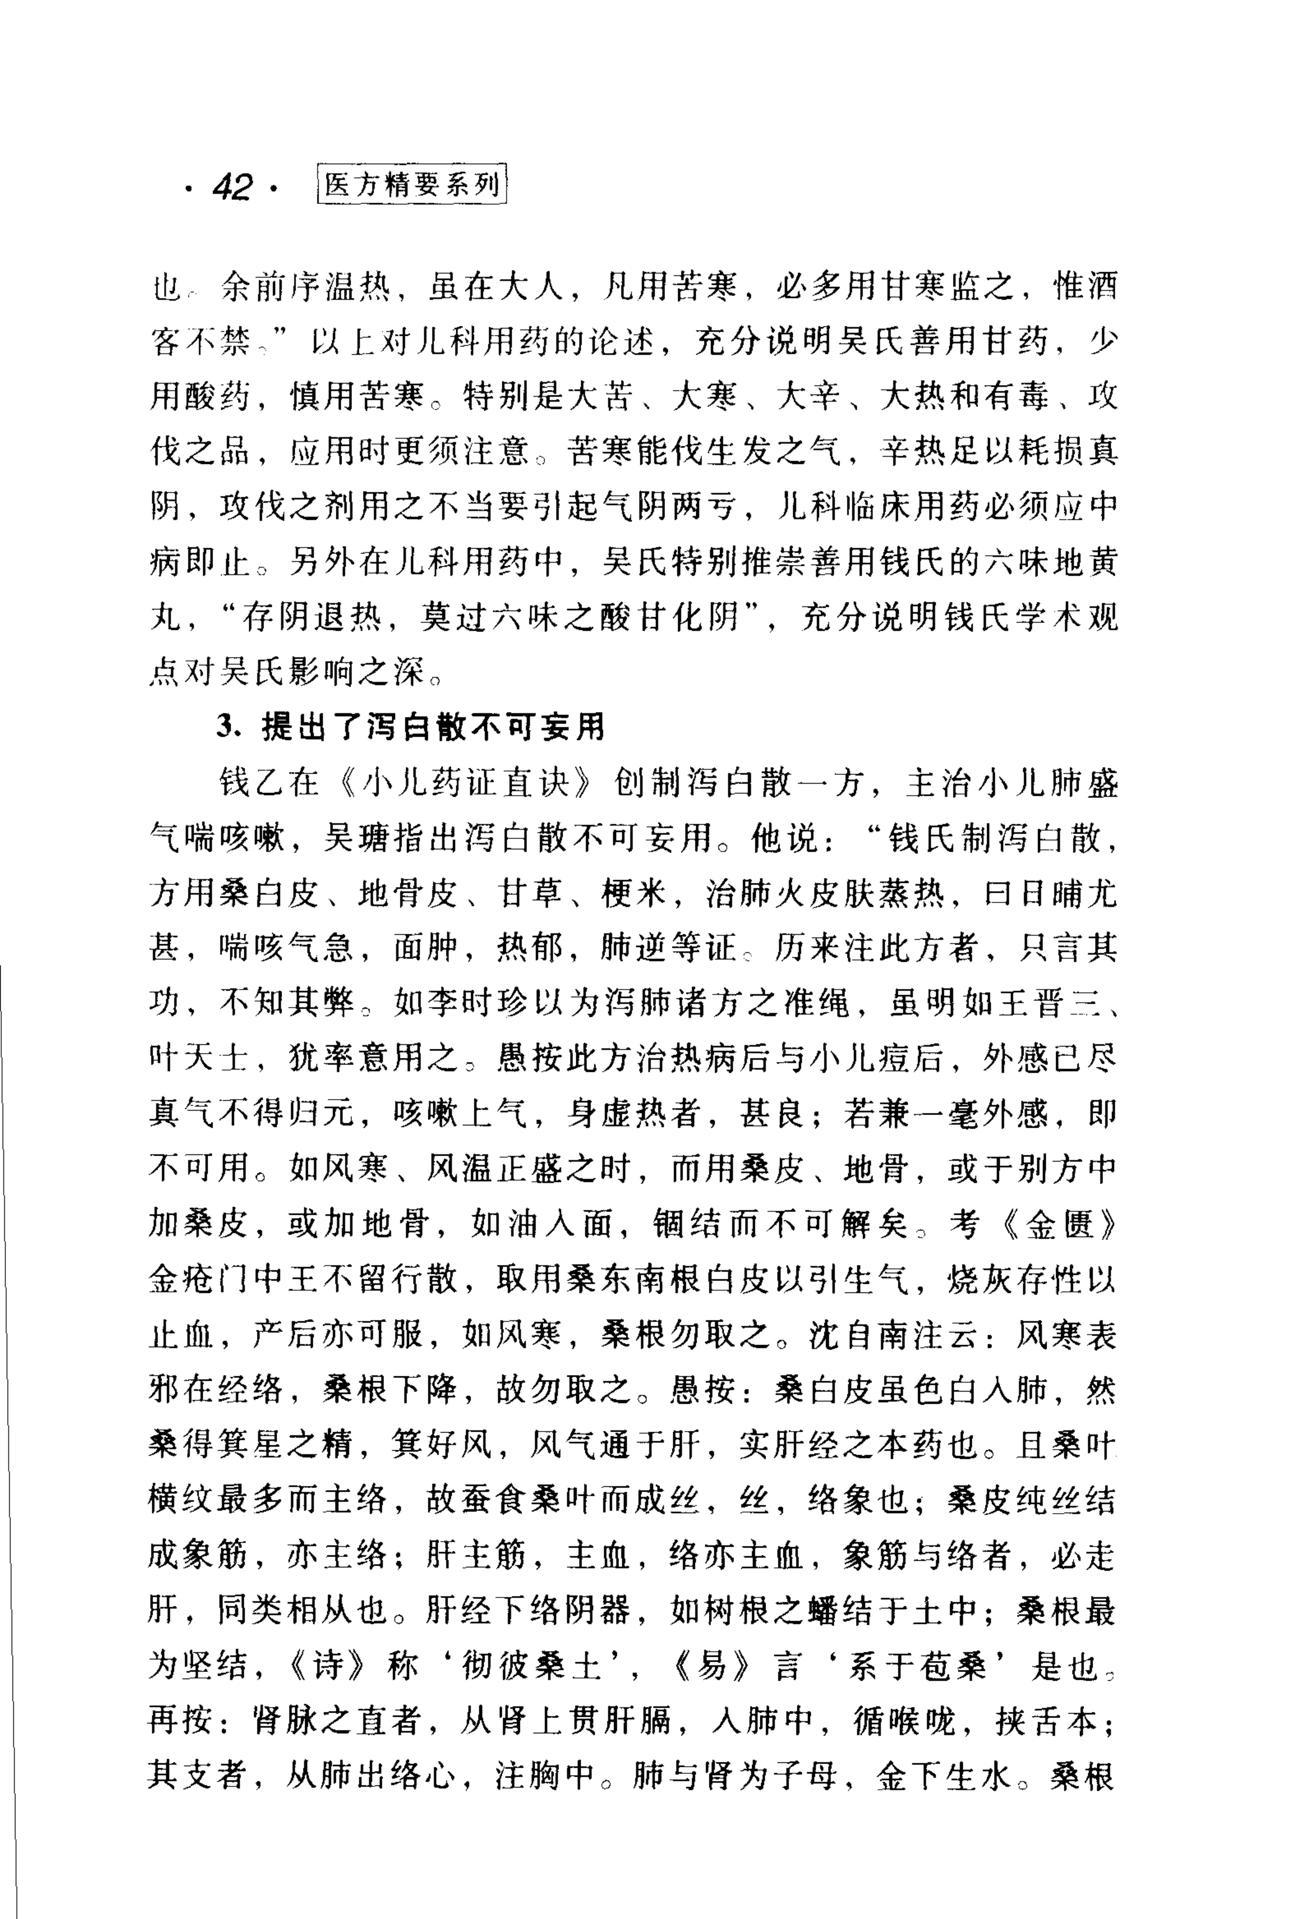 · 42 · 医方精要系列
也。余前序温热，虽在大人，凡用苦寒，必多用甘寒监之，惟酒
客不禁。”以上对儿科用药的论述，充分说明吴氏善用甘药，少
用酸药，慎用苦寒。特别是大苦、大寒、大辛、大热和有毒、攻
伐之品，应用时更须注意。苦寒能伐生发之气，辛热足以耗损真
阴，攻伐之剂用之不当要引起气阴两亏，儿科临床用药必须应中
病即止。另外在儿科用药中，吴氏特别推崇善用钱氏的六味地黄
丸，“存阴退热，莫过六味之酸甘化阴”，充分说明钱氏学术观
点对吴氏影响之深。
3. 提出了泻白散不可妄用
钱乙在《小儿药证直诀》创制泻白散一方，主治小儿肺盛
气喘咳嗽，吴瑭指出泻白散不可妄用。他说：“钱氏制泻白散，
方用桑白皮、地骨皮、甘草、梗米，治肺火皮肤蒸热，曰日晡尤
甚，喘咳气急，面肿，热郁，肺逆等证。历来注此方者，只言其
功，不知其弊。如李时珍以为泻肺诸方之准绳，虽明如王晋三、
叶天士，犹率意用之。愚按此方治热病后与小儿痘后，外感已尽
真气不得归元，咳嗽上气，身虚热者，甚良；若兼一毫外感，即
不可用。如风寒、风温正盛之时，而用桑皮、地骨，或于别方中
加桑皮，或加地骨，如油入面，锢结而不可解矣。考《金匮》
金疮门中王不留行散，取用桑东南根白皮以引生气，烧灰存性以
止血，产后亦可服，如风寒，桑根勿取之。沈自南注云：风寒表
邪在经络，桑根下降，故勿取之。愚按：桑白皮虽色白入肺，然
桑得箕星之精，箕好风，风气通于肝，实肝经之本药也。且桑叶
横纹最多而主络，故蚕食桑叶而成丝，丝，络象也；桑皮纯丝结
成象筋，亦主络；肝主筋，主血，络亦主血，象筋与络者，必走
肝，同类相从也。肝经下络阴器，如树根之蟠结于土中；桑根最
为坚结，《诗》称‘彻彼桑土’，《易》言‘系于苞桑’是也。
再按：肾脉之直者，从肾上贯肝膈，入肺中，循喉咙，挟舌本；
其支者，从肺出络心，注胸中。肺与肾为子母，金下生水。桑根